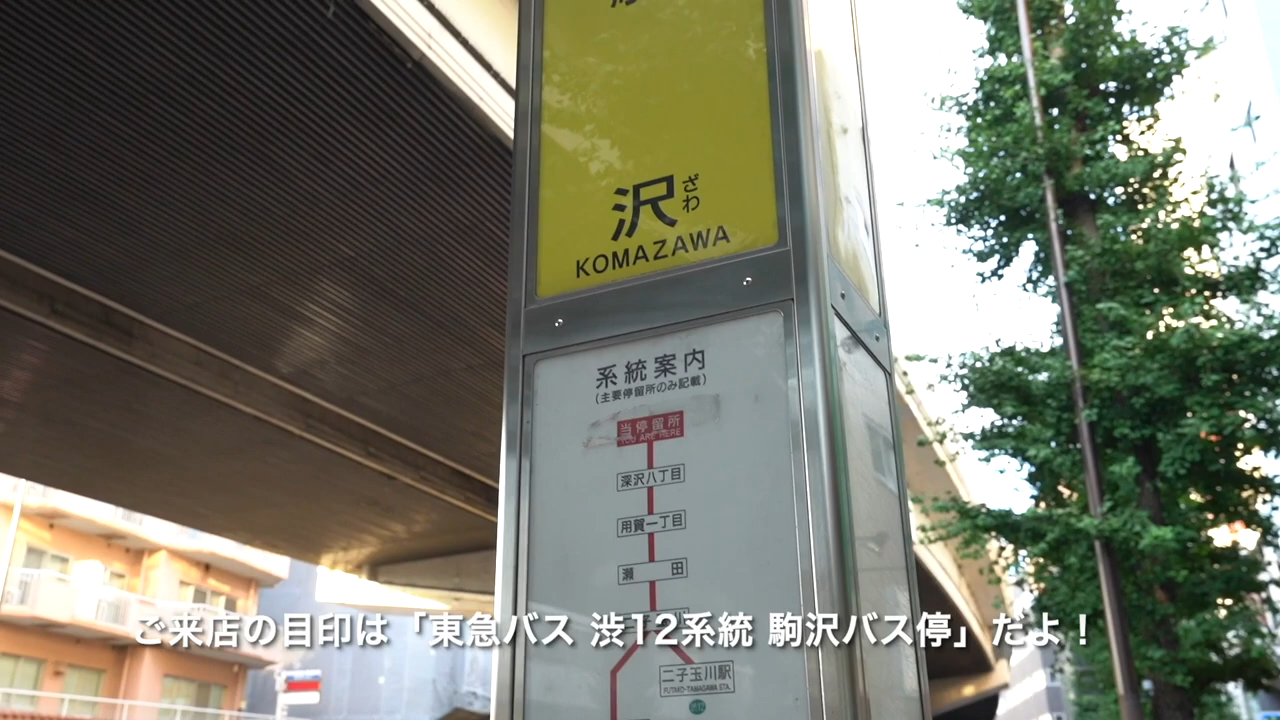 沢
ざわ
KOMAZAWA
系統案内
(主要停留所のみ記載)
当停留所
YOU ARE HERE
深沢八丁目
用賀一丁目
瀬田
二子玉川駅
FUTAKO-TAMAGAWA STA.
ご来店の目印は「東急バス 渋12系統 駒沢バス停」だよ！